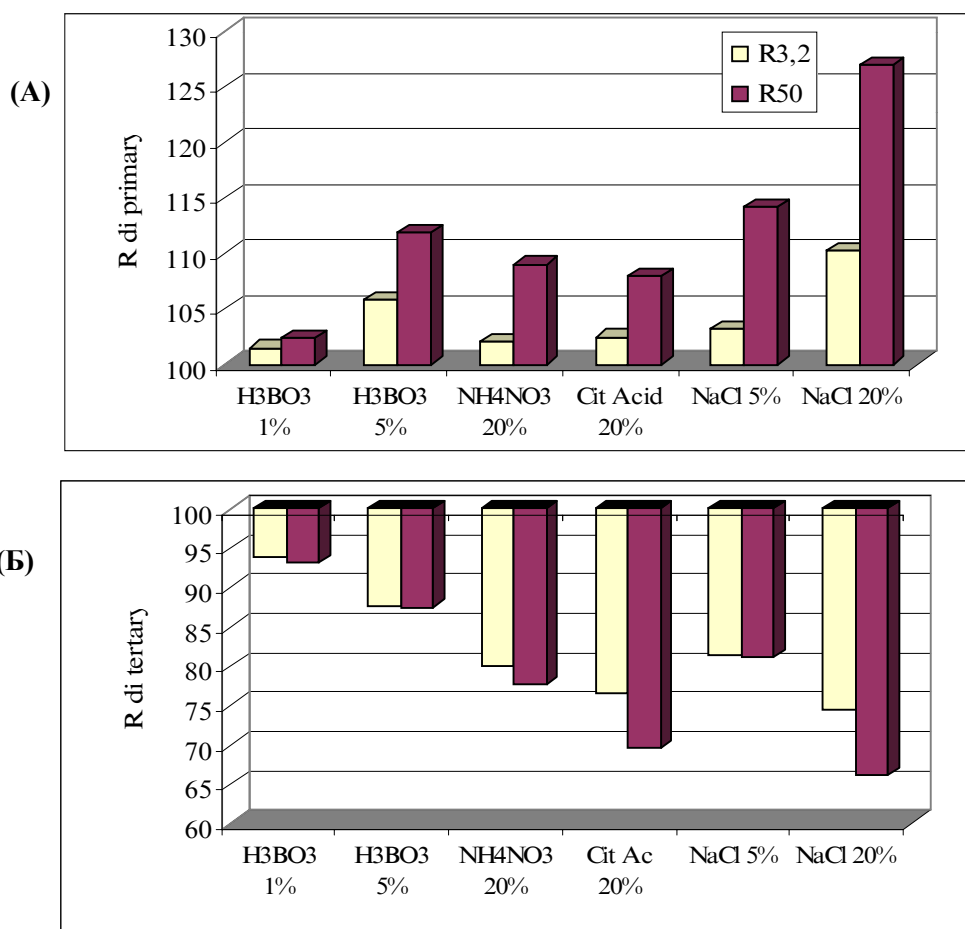 (А)
R di primary
130
125
120
115
110
105
100
R3,2
R50
H3BO3 1%
H3BO3 5%
NH4NO3 20%
Cit Acid 20%
NaCl 5%
NaCl 20%
(Б)
R di tertary
100
95
90
85
80
75
70
65
60
H3BO3 1%
H3BO3 5%
NH4NO3 20%
Cit Ac 20%
NaCl 5%
NaCl 20%